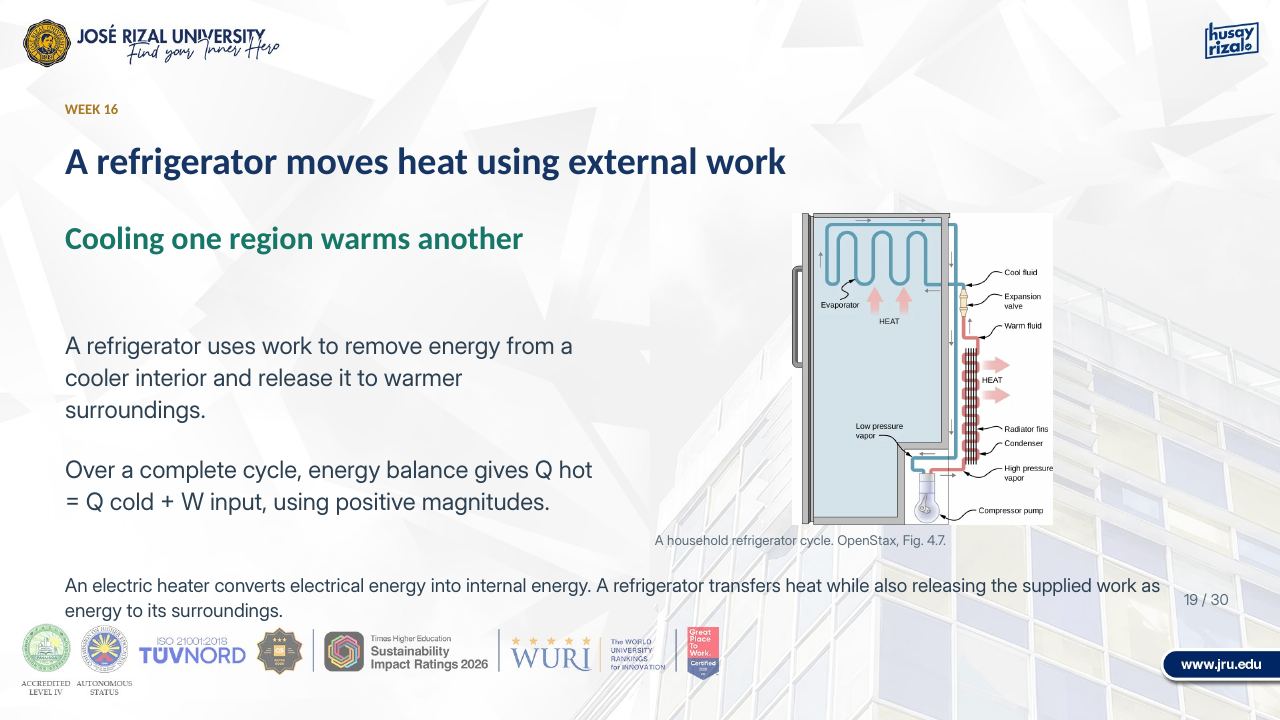 JOSÉ RIZAL UNIVERSITY
Find your Inner Hero
husay
rizal
WEEK 16
A refrigerator moves heat using external work
Cooling one region warms another
A refrigerator uses work to remove energy from a
cooler interior and release it to warmer
surroundings.
Over a complete cycle, energy balance gives Q hot
= Q cold + W input, using positive magnitudes.
Evaporator
HEAT
Cool fluid
Expansion
valve
Warm fluid
HEAT
Low pressure
vapor
Radiator fins
Condenser
High pressure
vapor
Compressor pump
A household refrigerator cycle. OpenStax, Fig. 4.7.
An electric heater converts electrical energy into internal energy. A refrigerator transfers heat while also releasing the supplied work as
energy to its surroundings.
19 / 30
ACCREDITED
LEVEL IV
AUTONOMOUS
STATUS
ISO 21001:2018
TÜVNORD
Times Higher Education
Sustainability
Impact Ratings 2026
WURI
The WORLD
UNIVERSITY
RANKINGS
for INNOVATION
Great
Place
To
Work.
Certified
www.jru.edu